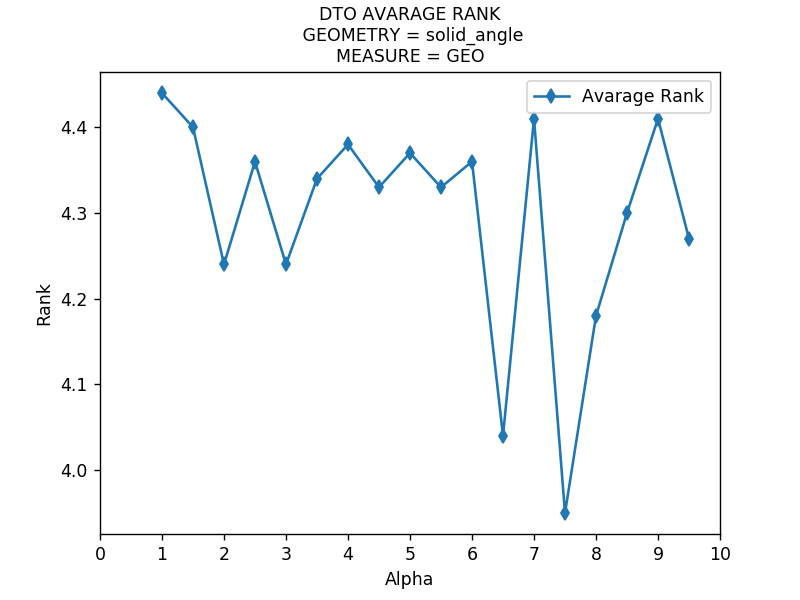 DTO AVARAGE RANK
GEOMETRY = solid_angle
MEASURE = GEO
Avarage Rank
4.4
4.3
4.2
4.1
4.0
Rank
0 1 2 3 4 5 6 7 8 9 10
Alpha